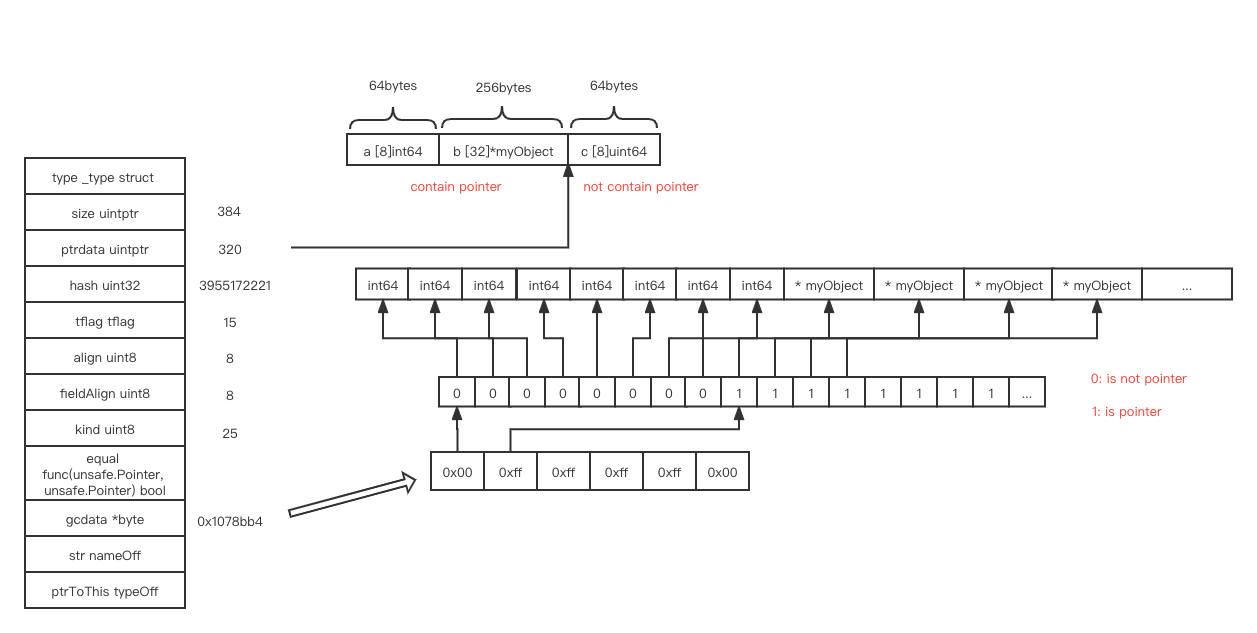 64bytes
256bytes
64bytes
a [8]int64
b [32]*myObject
c [8]uint64
contain pointer
not contain pointer
type _type struct
size uintptr
384
ptrdata uintptr
320
hash uint32
3955172221
tflag tflag
15
align uint8
8
fieldAlign uint8
8
kind uint8
25
equal
func(unsafe.Pointer,
unsafe.Pointer) bool
gcdata *byte
0x1078bb4
str nameOff
ptrToThis typeOff
int64
int64
int64
int64
int64
int64
int64
int64
* myObject
* myObject
* myObject
* myObject
...
0
0
0
0
0
0
0
0
1
1
1
1
1
1
1
1
...
0: is not pointer
1: is pointer
0x00
0xff
0xff
0xff
0xff
0x00